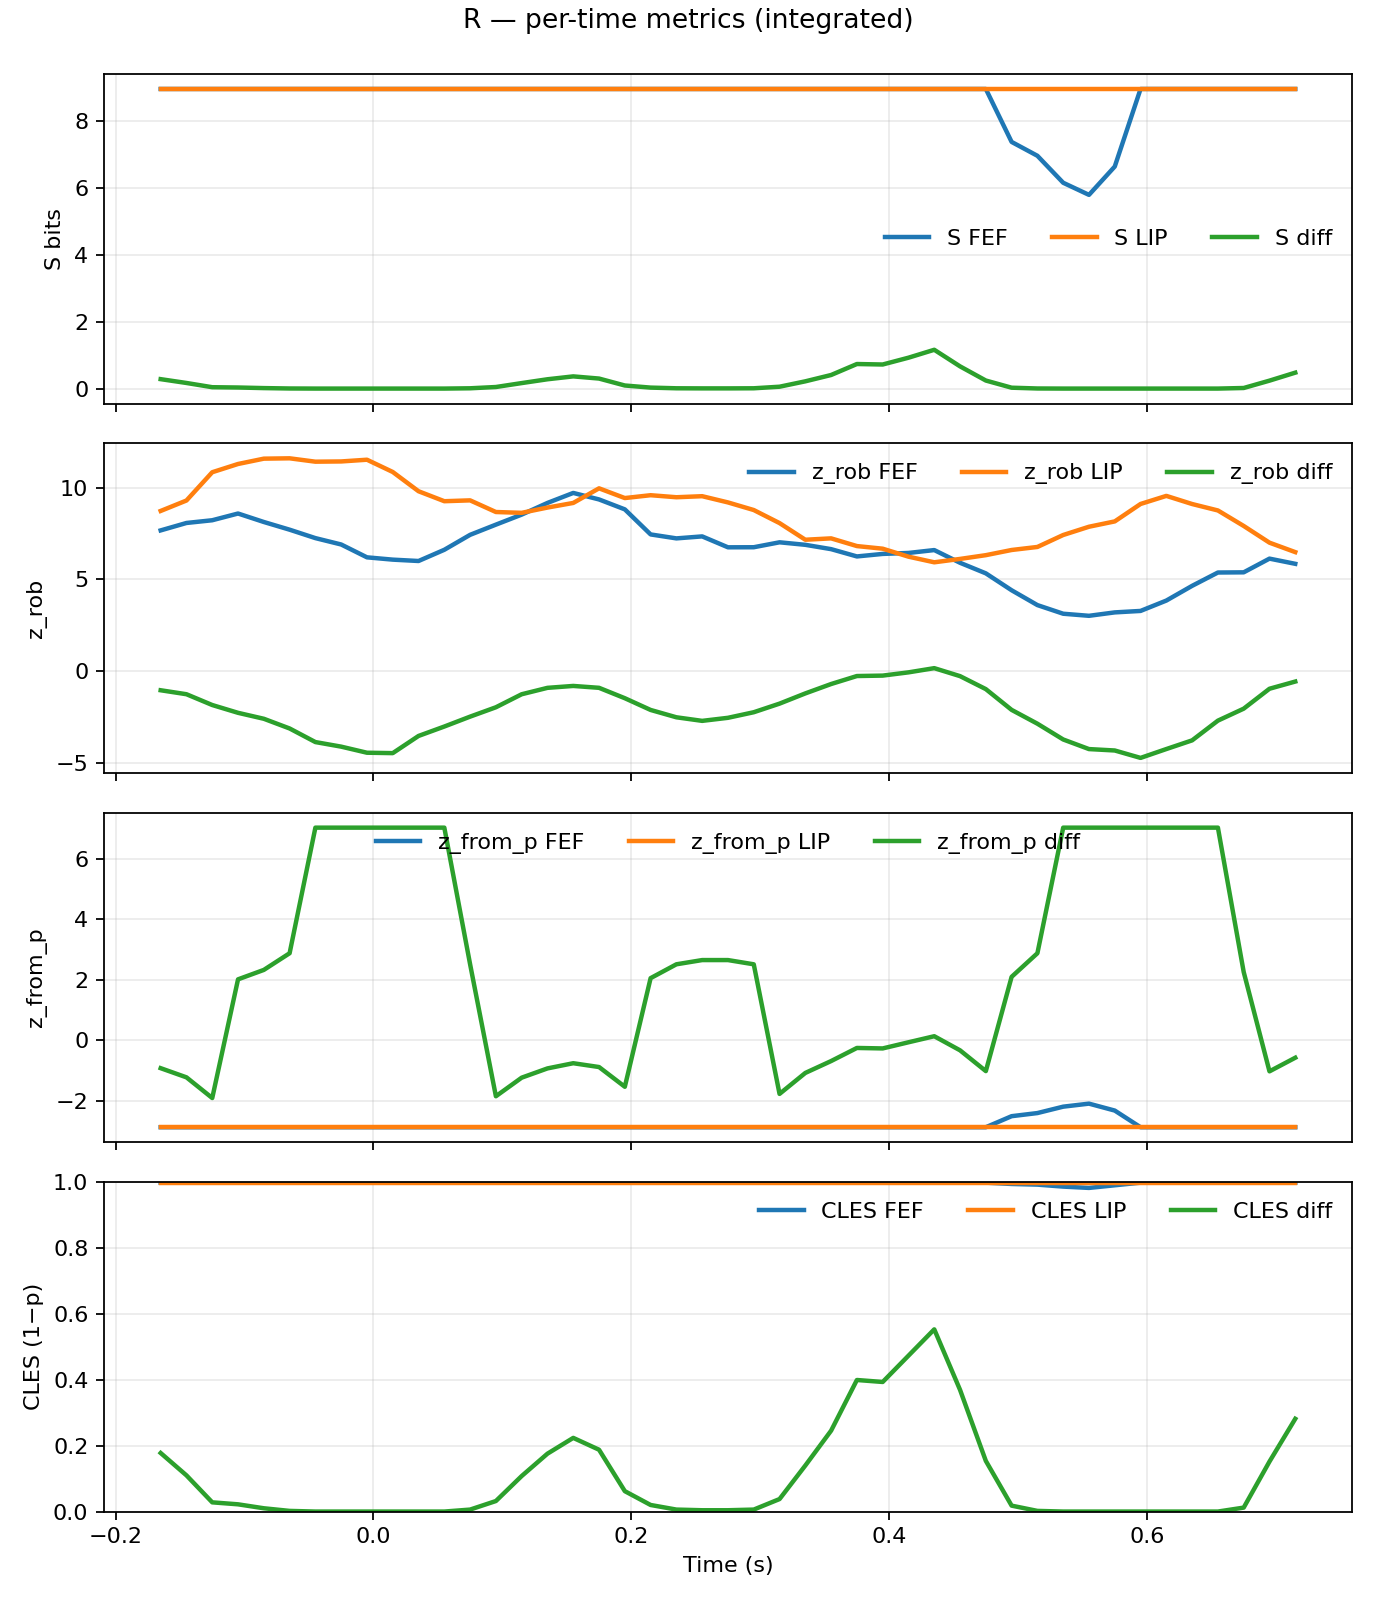 R — per-time metrics (integrated)
8
6
4
2
0
S bits
S FEF S LIP S diff
10
5
0
−5
z_rob
z_rob FEF z_rob LIP z_rob diff
6
4
2
0
−2
z_from_p
z_from_p FEF z_from_p LIP z_from_p diff
1.0
0.8
0.6
0.4
0.2
0.0
CLES (1−p)
CLES FEF CLES LIP CLES diff
−0.2 0.0 0.2 0.4 0.6
Time (s)